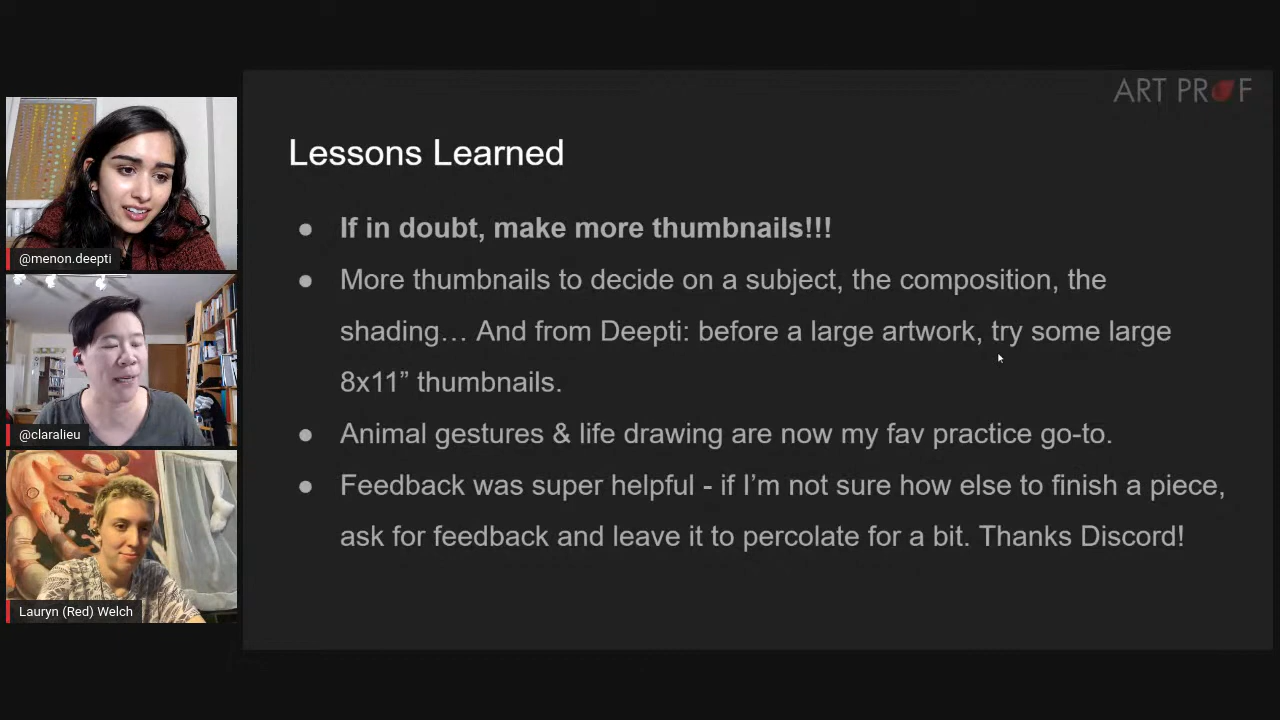 ART PROF
Lessons Learned
● If in doubt, make more thumbnails!!!
● More thumbnails to decide on a subject, the composition, the
shading… And from Deepti: before a large artwork, try some large
8x11” thumbnails.
● Animal gestures & life drawing are now my fav practice go-to.
● Feedback was super helpful - if I’m not sure how else to finish a piece,
ask for feedback and leave it to percolate for a bit. Thanks Discord!
@menon.deepti
@claralieu
Lauryn (Red) Welch